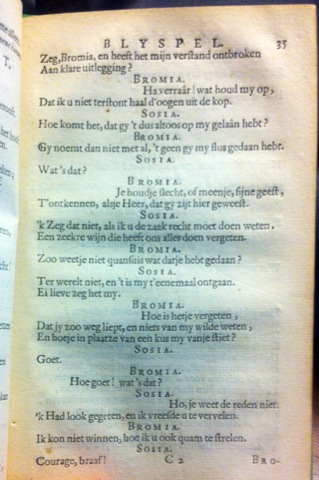 BLYSPEL. 35
Zeg, Bromia, en heeft het mijn verstand ontbroken
Aan klare uitlegging?
BROMIA.
Ha verraâr! wat houd my op,
Dat ik u niet terstont haal d'oogen uit de kop.
SOSIA.
Hoe komt het, dat gy 't dus altoos op my gelaân hebt?
BROMIA.
Gy noemt dan niet met al, 't geen gy my flus gedaan hebt.
SOSIA.
Wat 's dat?
BROMIA.
Je houdje slecht, of meenje, fijne geest,
T'ontkennen, alsje Heer, dat gy zijt hier geweest.
SOSIA.
'k Zeg dat niet, als ik u de zaak recht moet doen weten.
Een zeekre wijn die heeft ons alles doen vergeten.
BROMIA.
Zoo weetje niet quansuis wat datje hebt gedaan?
SOSIA.
Ter werelt niet, en 't is my t'eenemaal ontgaan.
Ei lieve zeg het my.
BROMIA.
Hoe is hetje vergeten,
Dat jy zoo weg liept, en niets van my wilde weten,
En hoeje in plaatze van een kus my vanje stiet?
SOSIA.
Goet.
BROMIA.
Hoe goet! wat 's dat?
SOSIA.
Ho, je weet de reden niet.
'k Had look gegeten, en ik vreesde u te vervelen.
BROMIA.
Ik kon niet winnen, hoe ik u ook quam te strelen.
SOSIA.
Courage, braaf!
C 2 BRO-